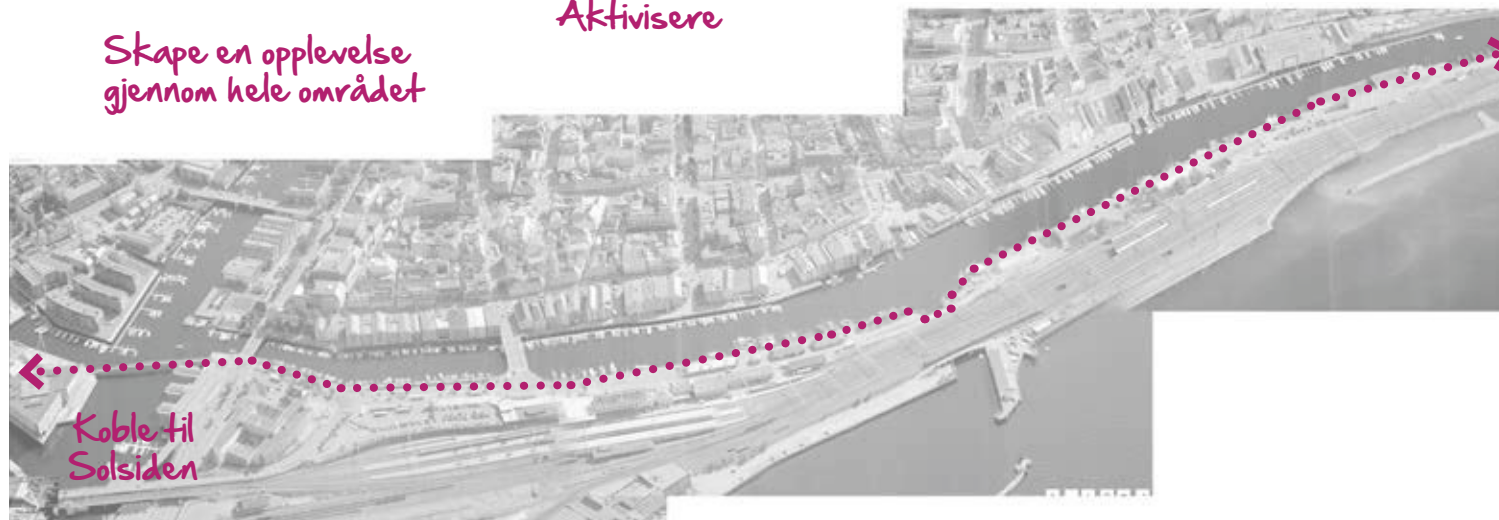 Aktivisere
Skape en opplevelse
gjennom hele området
Koble til
Solsiden